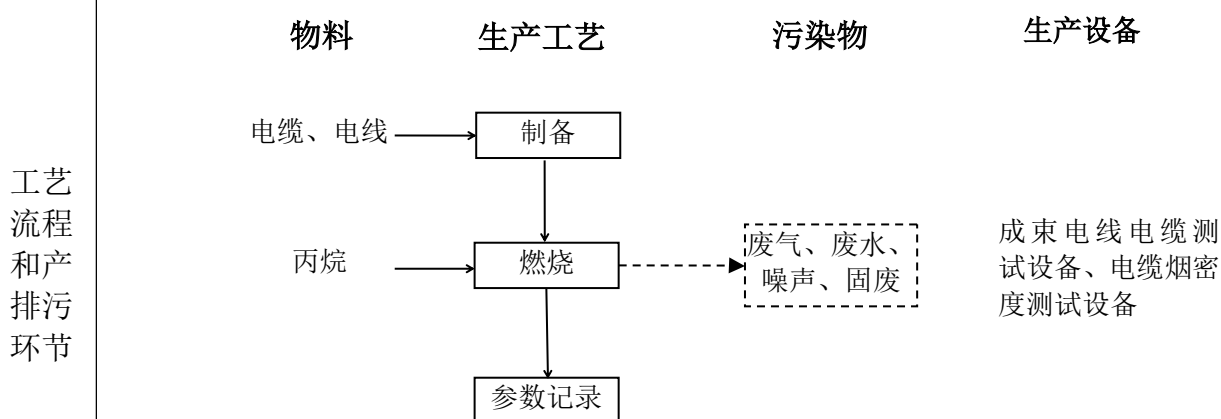 物料 生产工艺 污染物 生产设备
电缆、电线 制备
工艺
流程
和产
排污
环节
丙烷 燃烧
废气、废水、
噪声、固废
成束电线电缆测
试设备、电缆烟密
度测试设备
参数记录